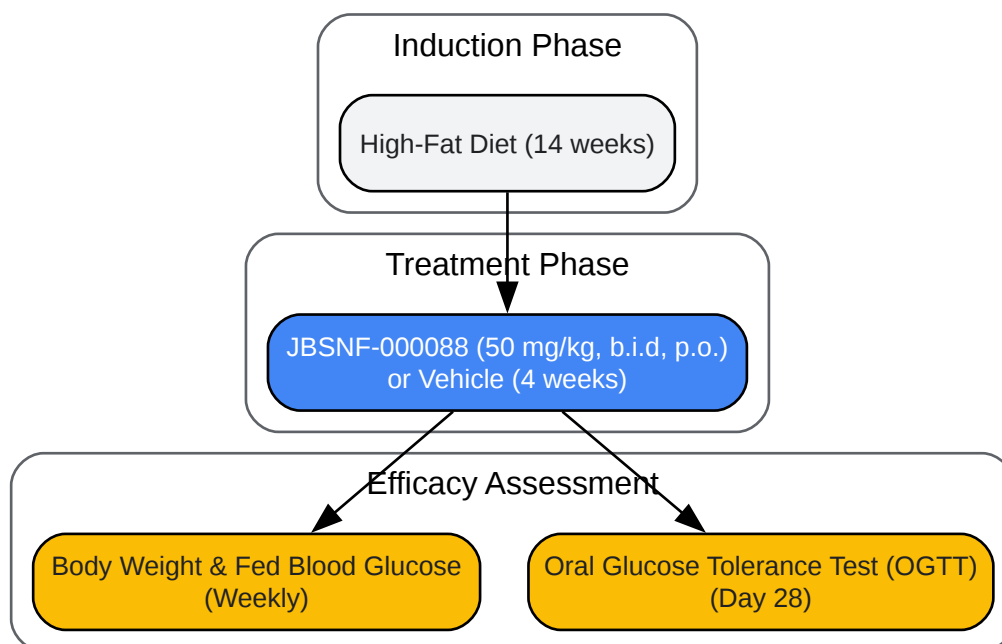 Induction Phase
High-Fat Diet (14 weeks)
Treatment Phase
JBSNF-000088 (50 mg/kg, b.i.d, p.o.)
or Vehicle (4 weeks)
Efficacy Assessment
Body Weight & Fed Blood Glucose
(Weekly)
Oral Glucose Tolerance Test (OGTT)
(Day 28)